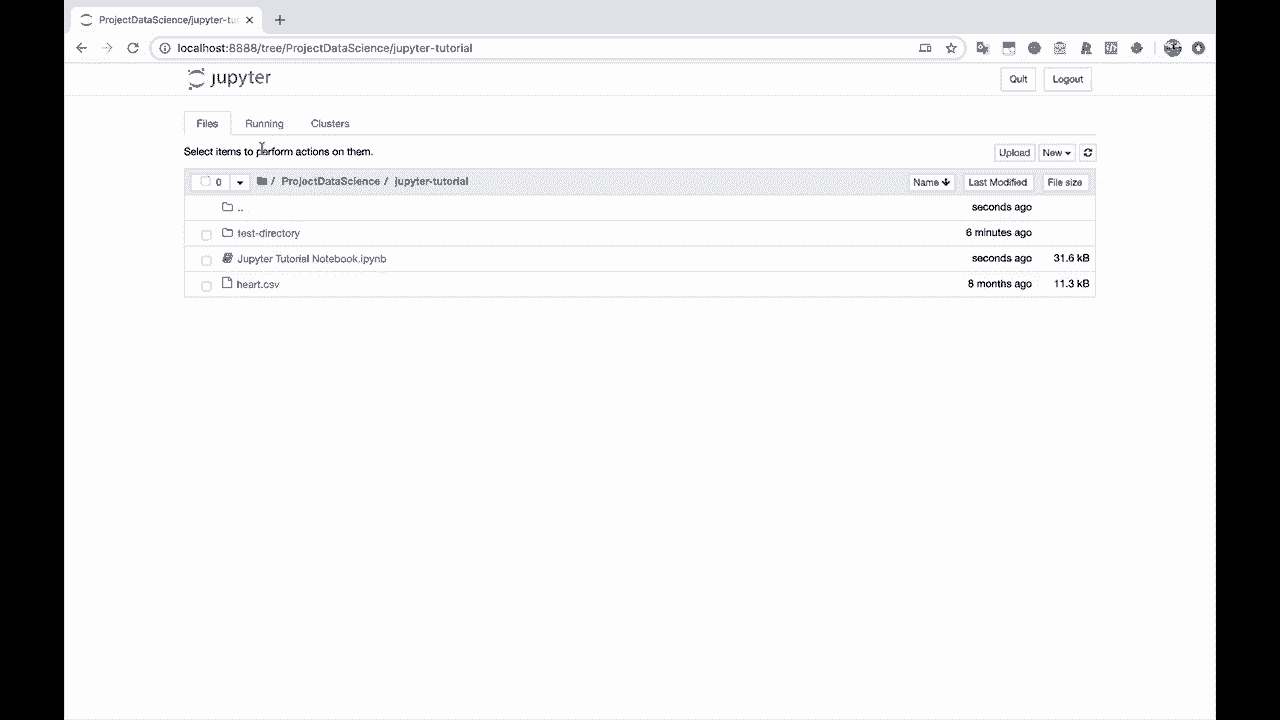 ProjectDataScience/jupyter-tut
localhost:8888/tree/ProjectDataScience/jupyter-tutorial
jupyter
Quit
Logout
Files
Running
Clusters
Select items to perform actions on them.
Upload
New
0
/ ProjectDataScience / jupyter-tutorial
Name
Last Modified
File size
..
seconds ago
test-directory
6 minutes ago
Jupyter Tutorial Notebook.ipynb
seconds ago
31.6 kB
heart.csv
8 months ago
11.3 kB